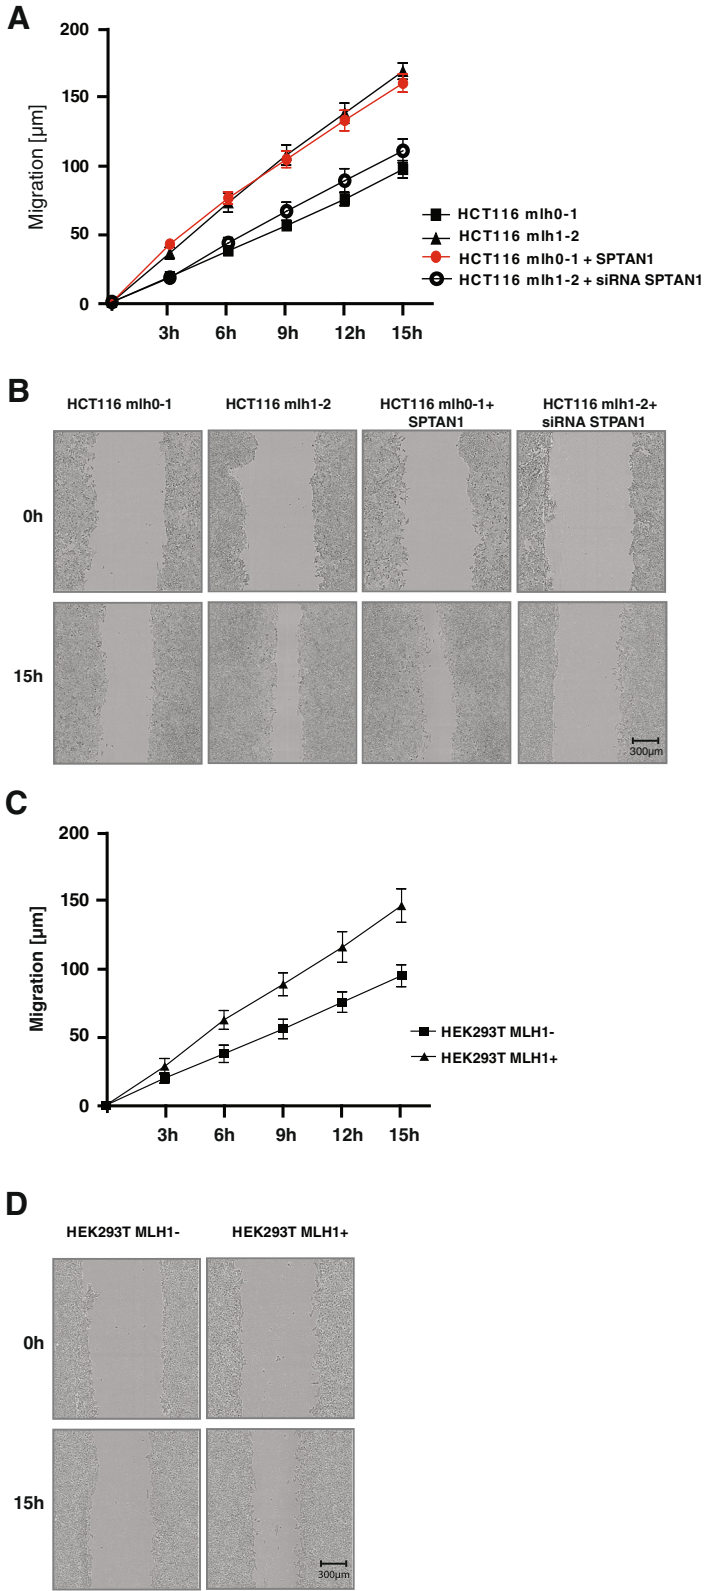 A
200
150
100
50
0
Migration [µm]
3h 6h 9h 12h 15h
HCT116 mlh0-1
HCT116 mlh1-2
HCT116 mlh0-1 + SPTAN1
HCT116 mlh1-2 + siRNA SPTAN1
B
HCT116 mlh0-1
HCT116 mlh1-2
HCT116 mlh0-1+
SPTAN1
HCT116 mlh1-2+
siRNA STPAN1
0h
15h
300µm
C
200
150
100
50
0
Migration [µm]
3h 6h 9h 12h 15h
HEK293T MLH1-
HEK293T MLH1+
D
HEK293T MLH1-
HEK293T MLH1+
0h
15h
300µm